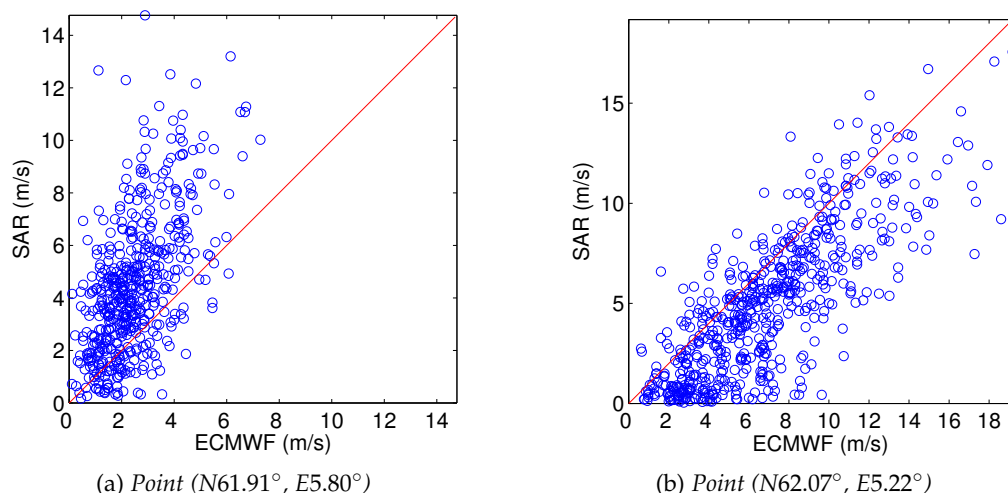 14
12
10
8
6
4
2
0
SAR (m/s)
0 2 4 6 8 10 12 14
ECMWF (m/s)
(a) Point (N61.91°, E5.80°)
15
10
5
0
SAR (m/s)
0 2 4 6 8 10 12 14 16 18
ECMWF (m/s)
(b) Point (N62.07°, E5.22°)